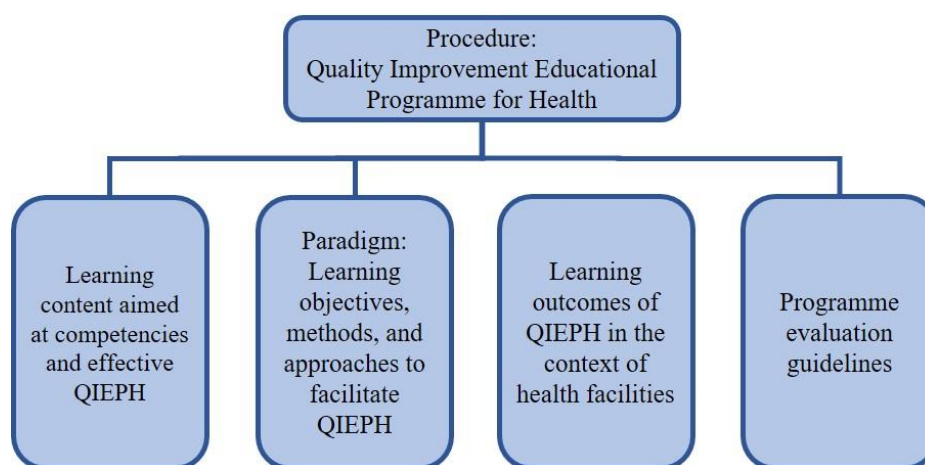 Procedure:
Quality Improvement Educational
Programme for Health
Learning
content aimed
at competencies
and effective
QIEPH
Paradigm:
Learning
objectives,
methods, and
approaches to
facilitate
QIEPH
Learning
outcomes of
QIEPH in the
context of
health facilities
Programme
evaluation
guidelines